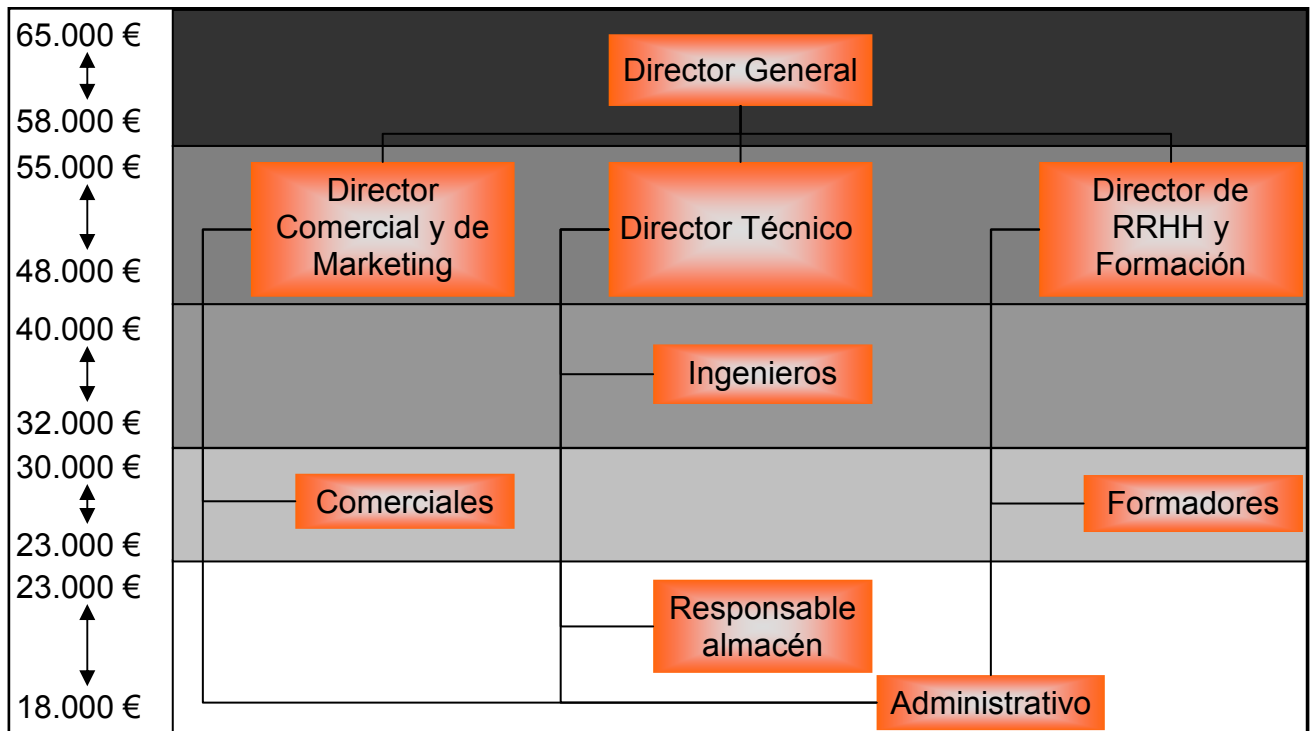 65.000 €
58.000 €
Director General
55.000 €
48.000 €
Director
Comercial y de
Marketing
Director Técnico
Director de
RRHH y
Formación
40.000 €
32.000 €
Ingenieros
30.000 €
23.000 €
Comerciales
Formadores
23.000 €
18.000 €
Responsable
almacén
Administrativo